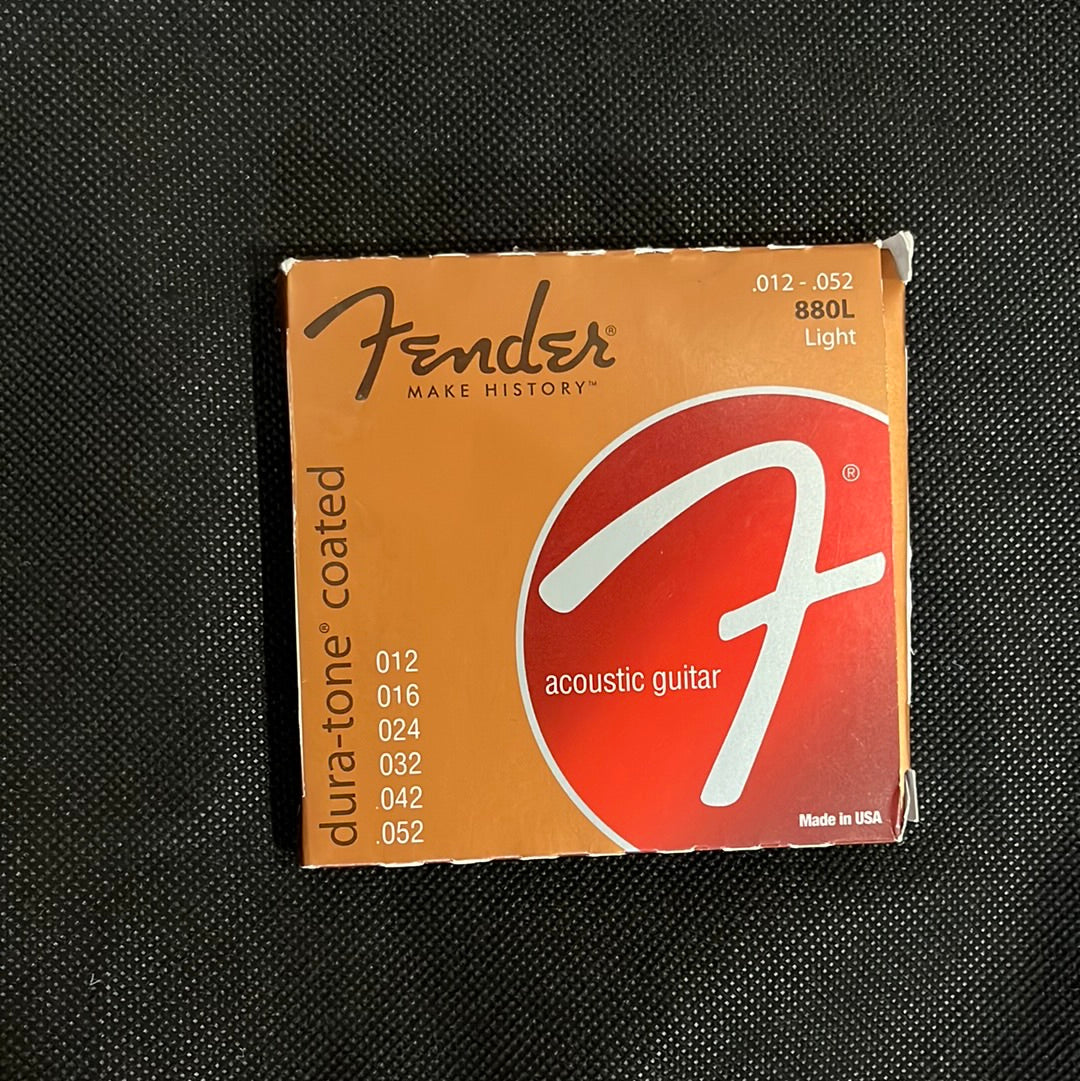 Fender®
MAKE HISTORY™
.012 - .052
880L
Light
dura-tone® coated
012
016
024
032
.042
.052
F®
acoustic guitar
Made in USA